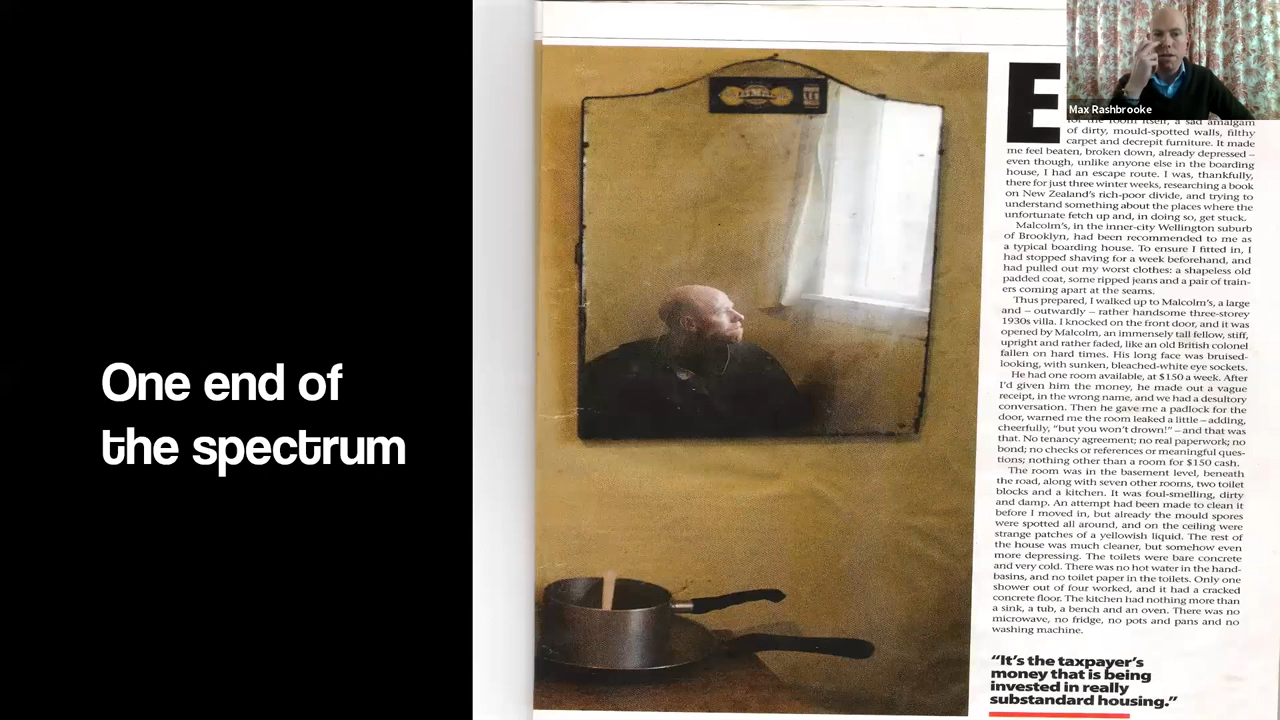 One end of
the spectrum
Max Rashbrooke
E
for the room itself, a sad amalgam
of dirty, mould-spotted walls, filthy
carpet and decrepit furniture. It made
me feel beaten, broken down, already depressed –
even though, unlike anyone else in the boarding
house, I had an escape route. I was, thankfully,
there for just three winter weeks, researching a book
on New Zealand's rich-poor divide, and trying to
understand something about the places where the
unfortunate fetch up and, in doing so, get stuck.
Malcolm's, in the inner-city Wellington suburb
of Brooklyn, had been recommended to me as
a typical boarding house. To ensure I fitted in, I
had stopped shaving for a week beforehand, and
had pulled out my worst clothes: a shapeless old
padded coat, some ripped jeans and a pair of train-
ers coming apart at the seams.
Thus prepared, I walked up to Malcolm's, a large
and – outwardly – rather handsome three-storey
1930s villa. I knocked on the front door, and it was
opened by Malcolm, an immensely tall fellow, stiff,
upright and rather faded, like an old British colonel
fallen on hard times. His long face was bruised-
looking, with sunken, bleached-white eye sockets.
He had one room available, at $150 a week. After
I'd given him the money, he made out a vague
receipt, in the wrong name, and we had a desultory
conversation. Then he gave me a padlock for the
door, warned me the room leaked a little – adding,
cheerfully, "but you won't drown!" – and that was
that. No tenancy agreement; no real paperwork; no
bond; no checks or references or meaningful ques-
tions; nothing other than a room for $150 cash.
The room was in the basement level, beneath
the road, along with seven other rooms, two toilet
blocks and a kitchen. It was foul-smelling, dirty
and damp. An attempt had been made to clean it
before I moved in, but already the mould spores
were spotted all around, and on the ceiling were
strange patches of a yellowish liquid. The rest of
the house was much cleaner, but somehow even
more depressing. The toilets were bare concrete
and very cold. There was no hot water in the hand-
basins, and no toilet paper in the toilets. Only one
shower out of four worked, and it had a cracked
concrete floor. The kitchen had nothing more than
a sink, a tub, a bench and an oven. There was no
microwave, no fridge, no pots and pans and no
washing machine.
"It's the taxpayer's
money that is being
invested in really
substandard housing."